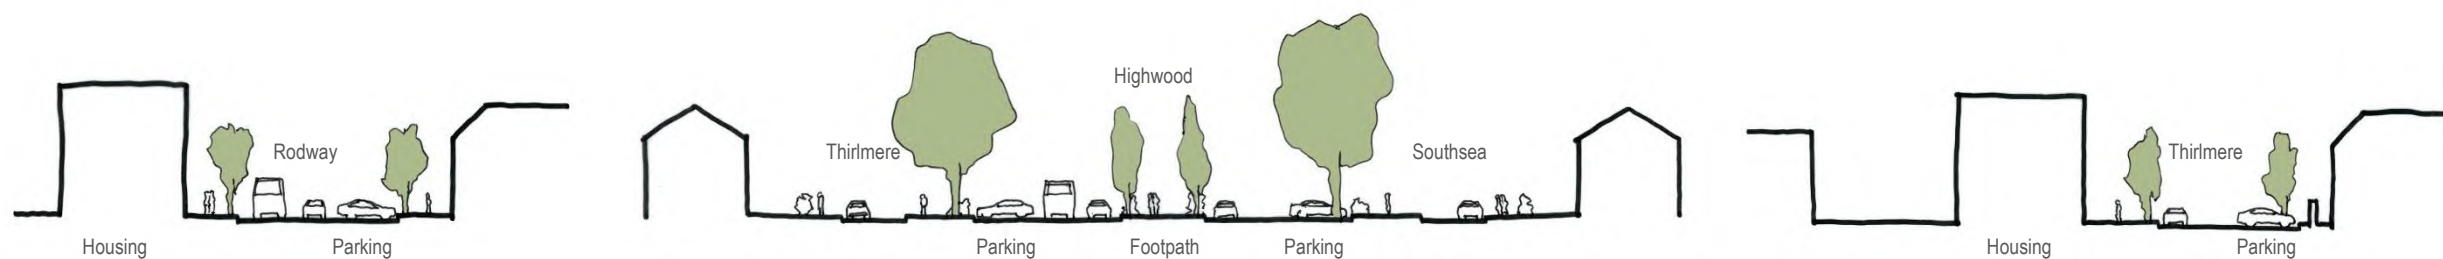 Rodway
Housing
Parking
Highwood
Thirlmere
Southsea
Parking
Footpath
Parking
Thirlmere
Housing
Parking